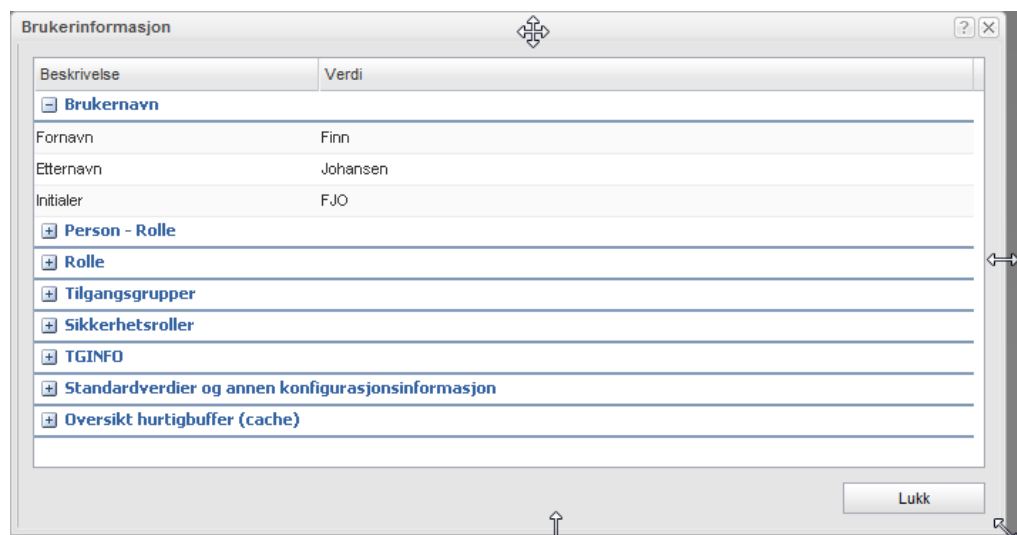 Brukerinformasjon
Beskrivelse Verdi
Brukernavn
Fornavn Finn
Etternavn Johansen
Initialer FJO
Person - Rolle
Rolle
Tilgangsgrupper
Sikkerhetsroller
TGINFO
Standardverdier og annen konfigurasjonsinformasjon
Oversikt hurtigbuffer (cache)
Lukk